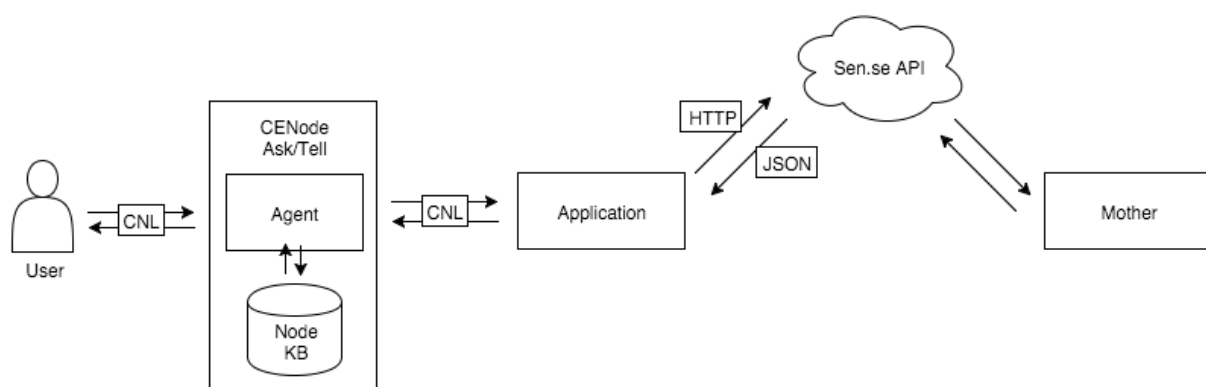 Sen.se API
HTTP
JSON
CENode
Ask/Tell
Agent
CNL
CNL
Application
Mother
User
Node
KB